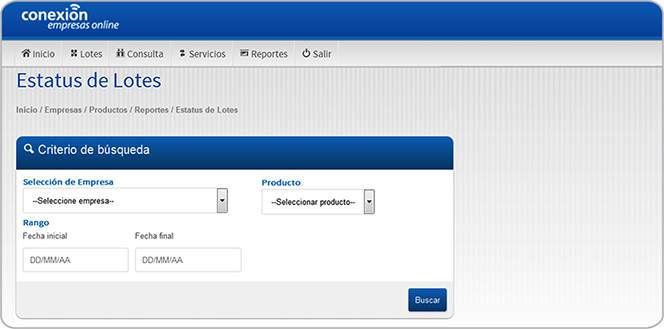 conexión
empresas online
Inicio Lotes Consulta Servicios Reportes Salir
Estatus de Lotes
Inicio / Empresas / Productos / Reportes / Estatus de Lotes
Criterio de búsqueda
Selección de Empresa Producto
--Seleccione empresa-- --Seleccionar producto--
Rango
Fecha inicial Fecha final
DD/MM/AA DD/MM/AA
Buscar